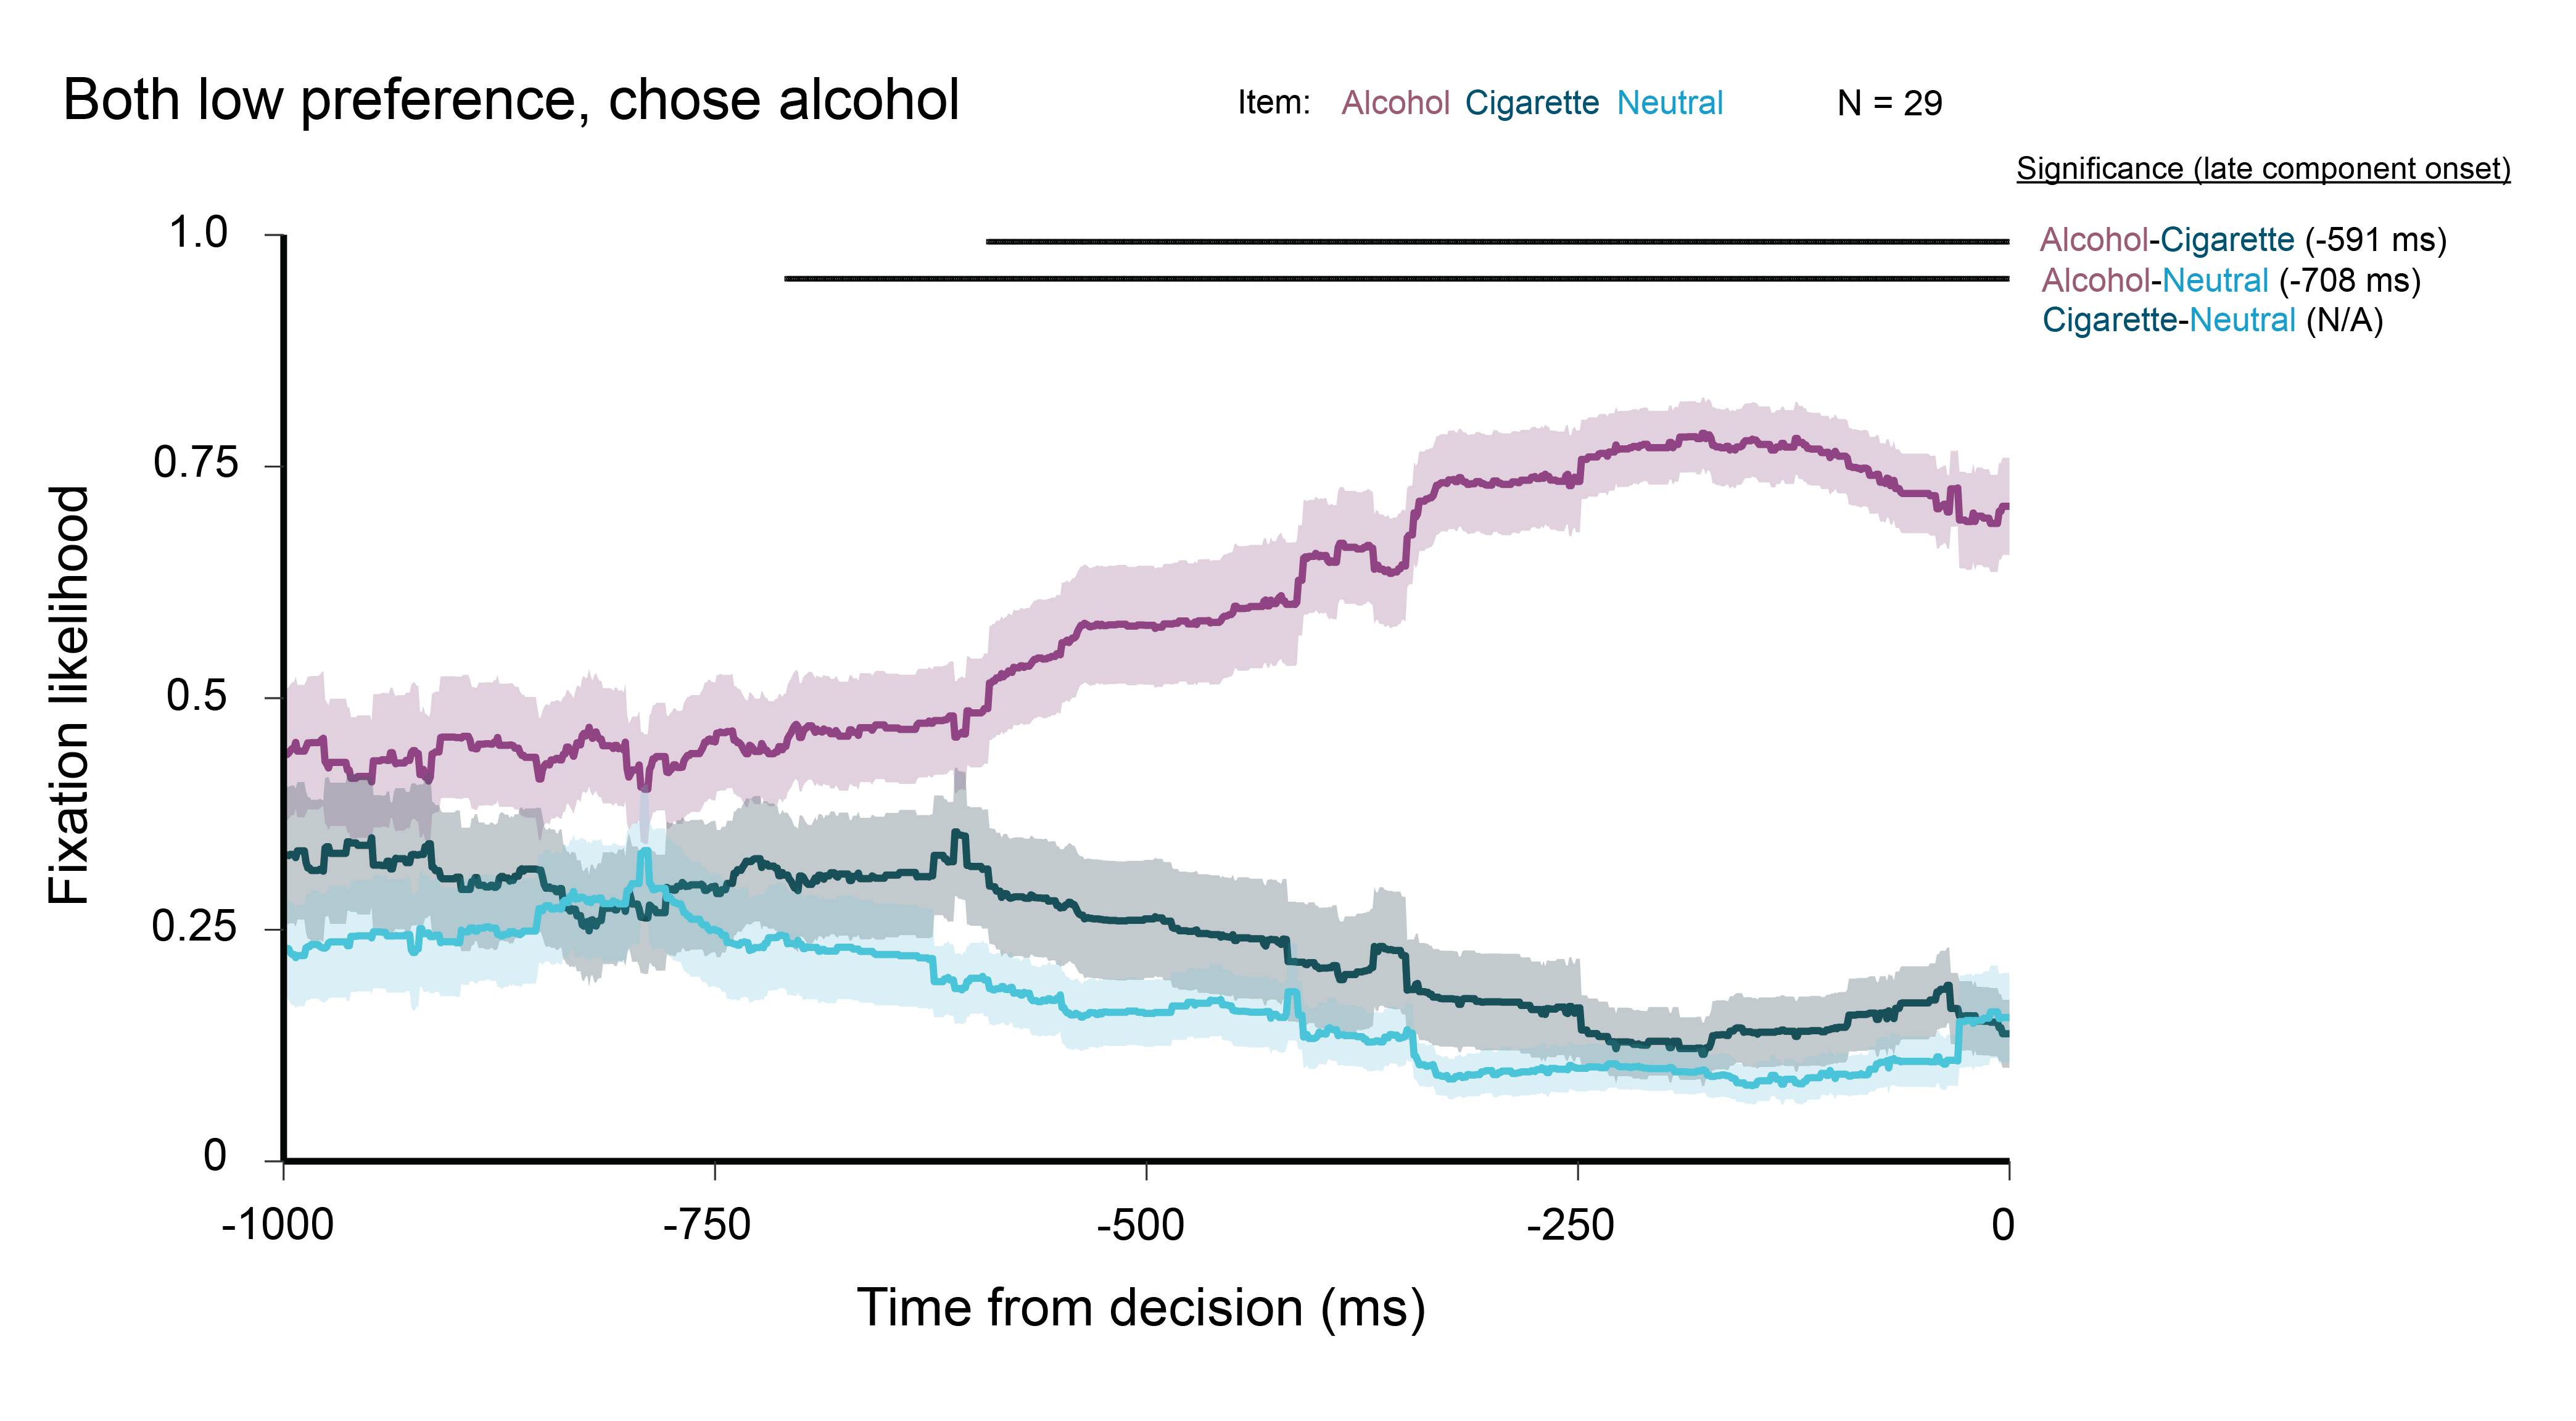 Both low preference, chose alcohol
Item: Alcohol Cigarette Neutral
N = 29
Significance (late component onset)
Alcohol-Cigarette (-591 ms)
Alcohol-Neutral (-708 ms)
Cigarette-Neutral (N/A)
Fixation likelihood
1.0
0.75
0.5
0.25
0
-1000
-750
-500
-250
0
Time from decision (ms)